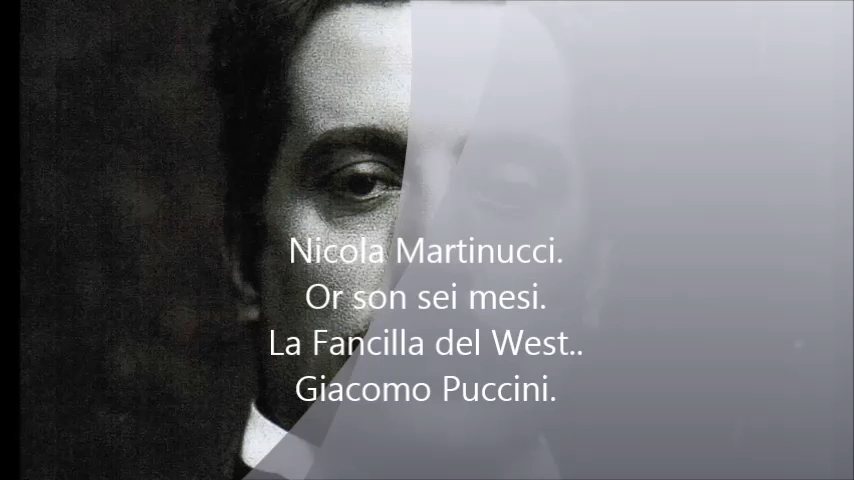 Nicola Martinucci.
Or son sei mesi.
La Fancilla del West..
Giacomo Puccini.